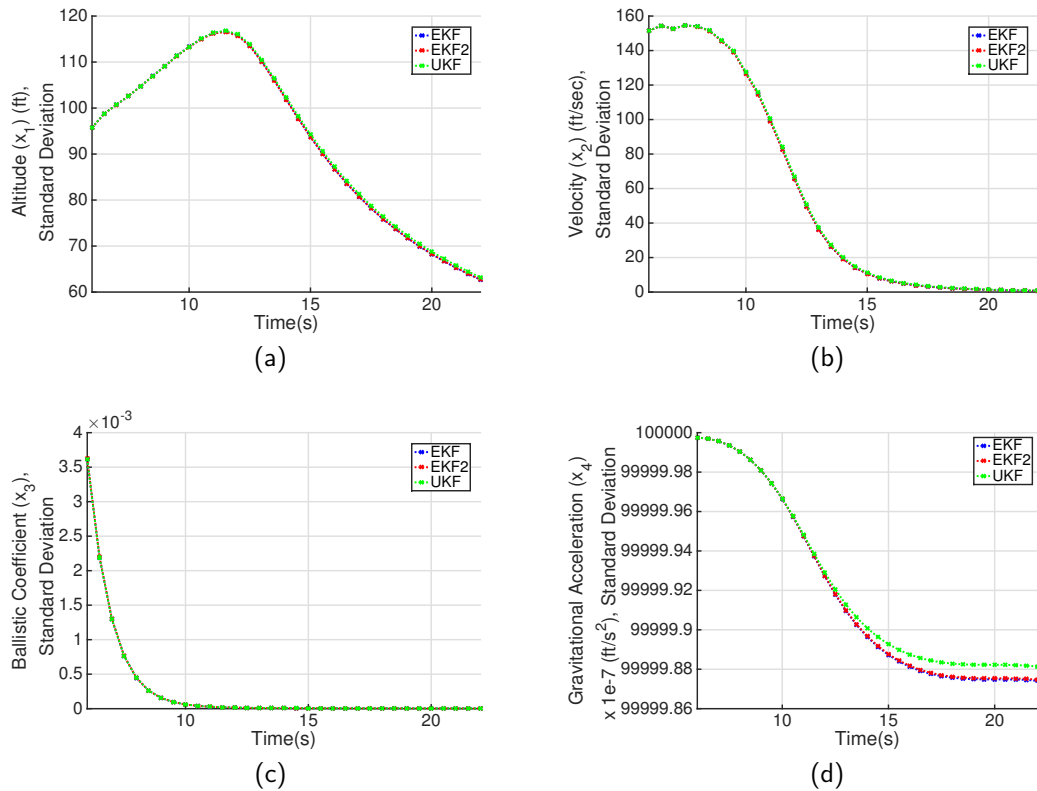 120
110
100
90
80
70
60
Altitude (x₁) (ft),
Standard Deviation
EKF
EKF2
UKF
10
15
20
Time(s)
(a)
160
140
120
100
80
60
40
20
0
Velocity (x₂) (ft/sec),
Standard Deviation
EKF
EKF2
UKF
10
15
20
Time(s)
(b)
×10⁻³
4
3.5
3
2.5
2
1.5
1
0.5
0
Ballistic Coefficient (x₃),
Standard Deviation
EKF
EKF2
UKF
10
15
20
Time(s)
(c)
100000
99999.98
99999.96
99999.94
99999.92
99999.9
99999.88
99999.86
Gravitational Acceleration (x₄)
x 1e-7 (ft/s²), Standard Deviation
EKF
EKF2
UKF
10
15
20
Time(s)
(d)